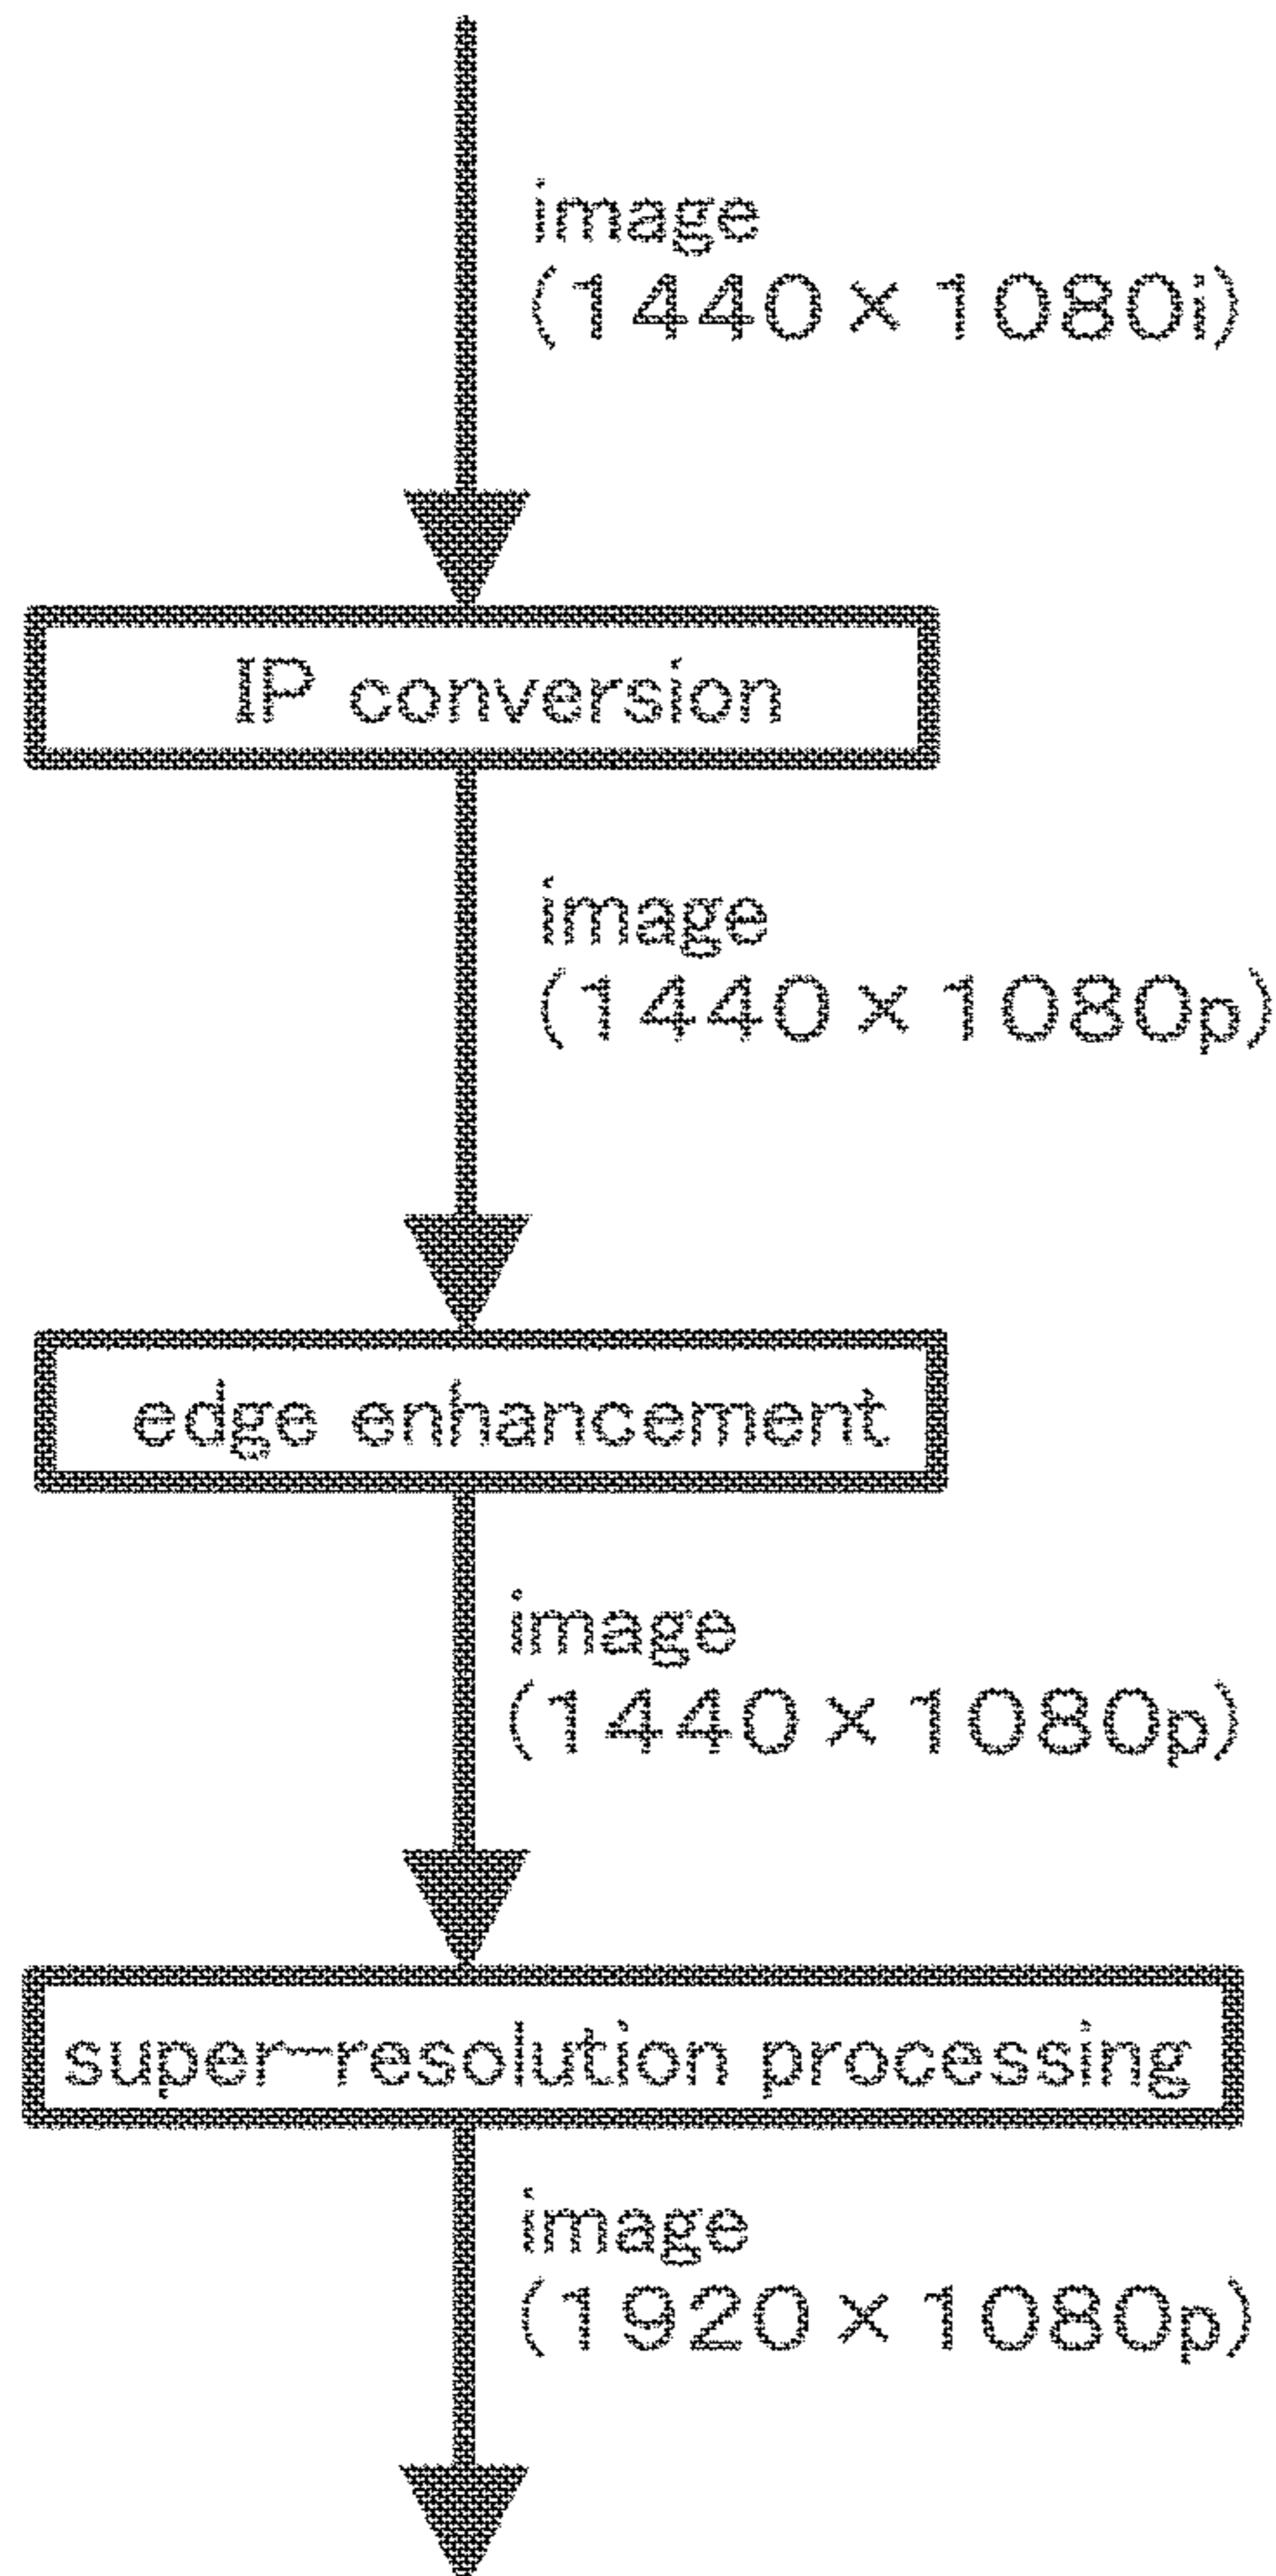 image
(1440×1080i)
IP conversion
image
(1440×1080p)
edge enhancement
image
(1440×1080p)
super-resolution processing
image
(1920×1080p)